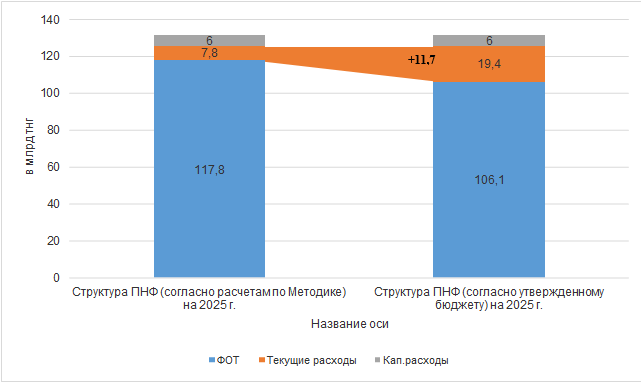 140
120
100
80
60
40
20
0
в млрд тнг
6
7,8
117,8
+11,7
6
19,4
106,1
Структура ПНФ (согласно расчетам по Методике)
на 2025 г.
Структура ПНФ (согласно утвержденному
бюджету) на 2025 г.
Название оси
ФОТ
Текущие расходы
Кап.расходы